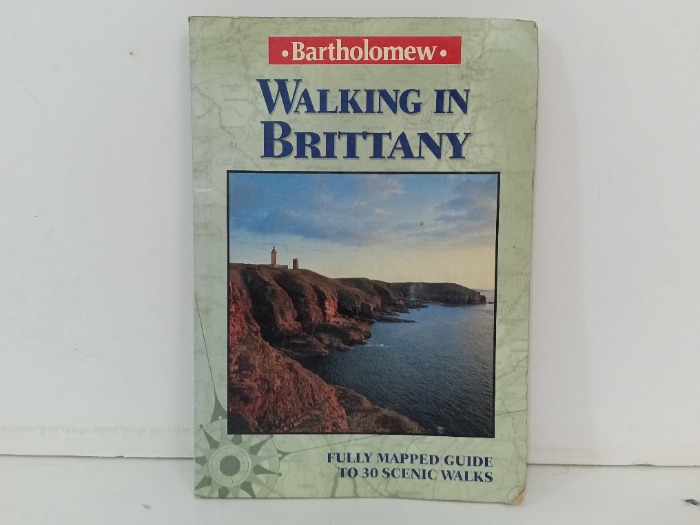 •Bartholomew•
WALKING IN
BRITTANY
FULLY MAPPED GUIDE
TO 30 SCENIC WALKS